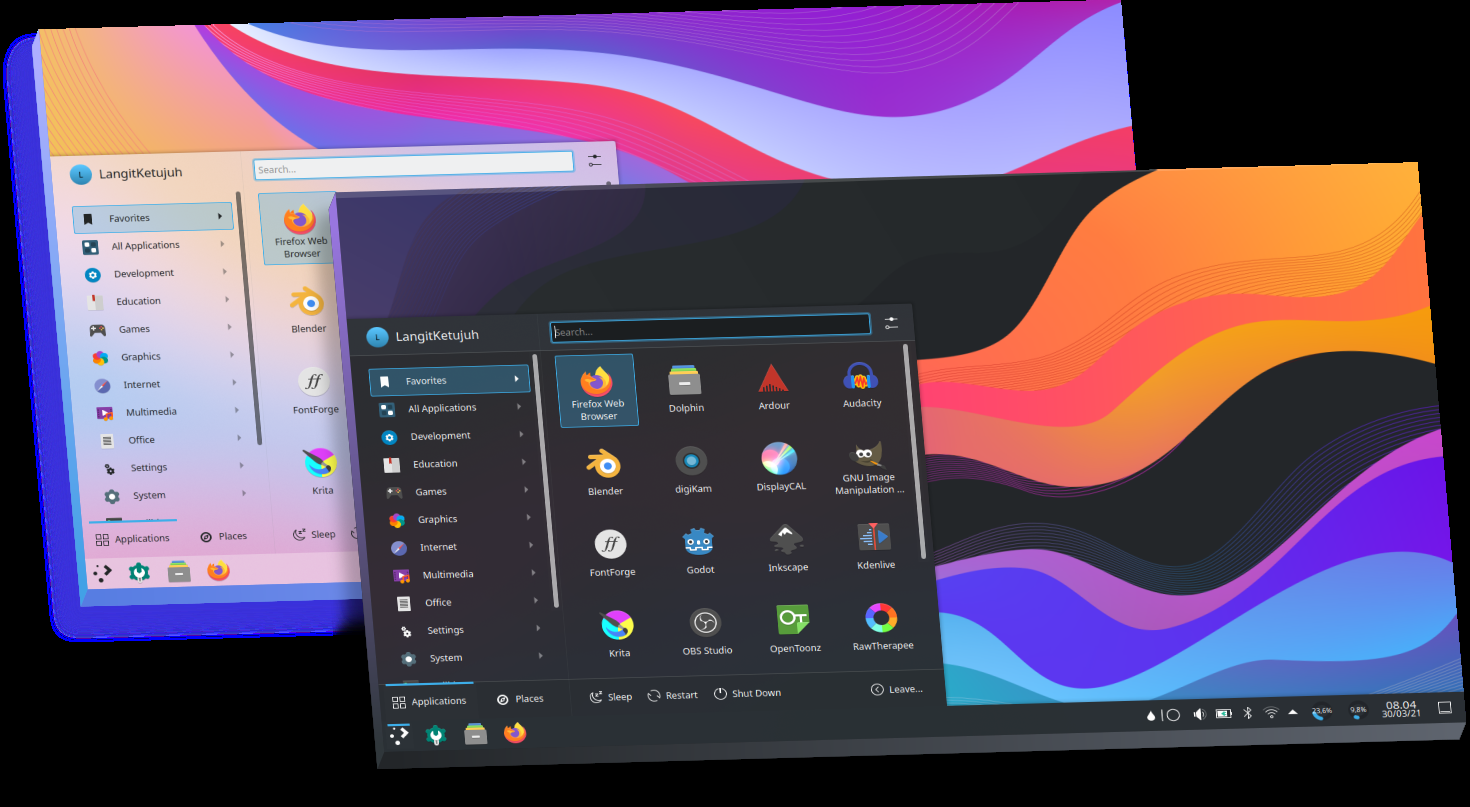 LangitKetujuh
Search...
Favorites
All Applications
Development
Education
Games
Graphics
Internet
Multimedia
Office
Settings
System
Firefox Web
Browser
Blender
FontForge
Krita
Applications
Places
Sleep
L
LangitKetujuh
Search...
Favorites
All Applications
Development
Education
Games
Graphics
Internet
Multimedia
Office
Settings
System
Firefox Web
Browser
Dolphin
Ardour
Audacity
Blender
digiKam
DisplayCAL
GNU Image
Manipulation ...
FontForge
Godot
Inkscape
Kdenlive
Krita
OBS Studio
OpenToonz
RawTherapee
Applications
Places
Sleep
Restart
Shut Down
Leave...
23,6%
9,8%
08.04
30/03/21